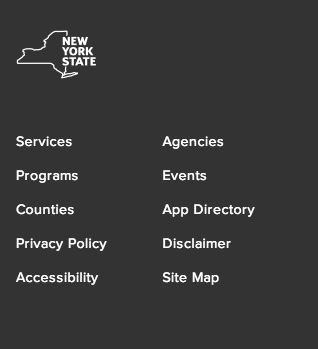 NEW
YORK
STATE
Services
Agencies
Programs
Events
Counties
App Directory
Privacy Policy
Disclaimer
Accessibility
Site Map